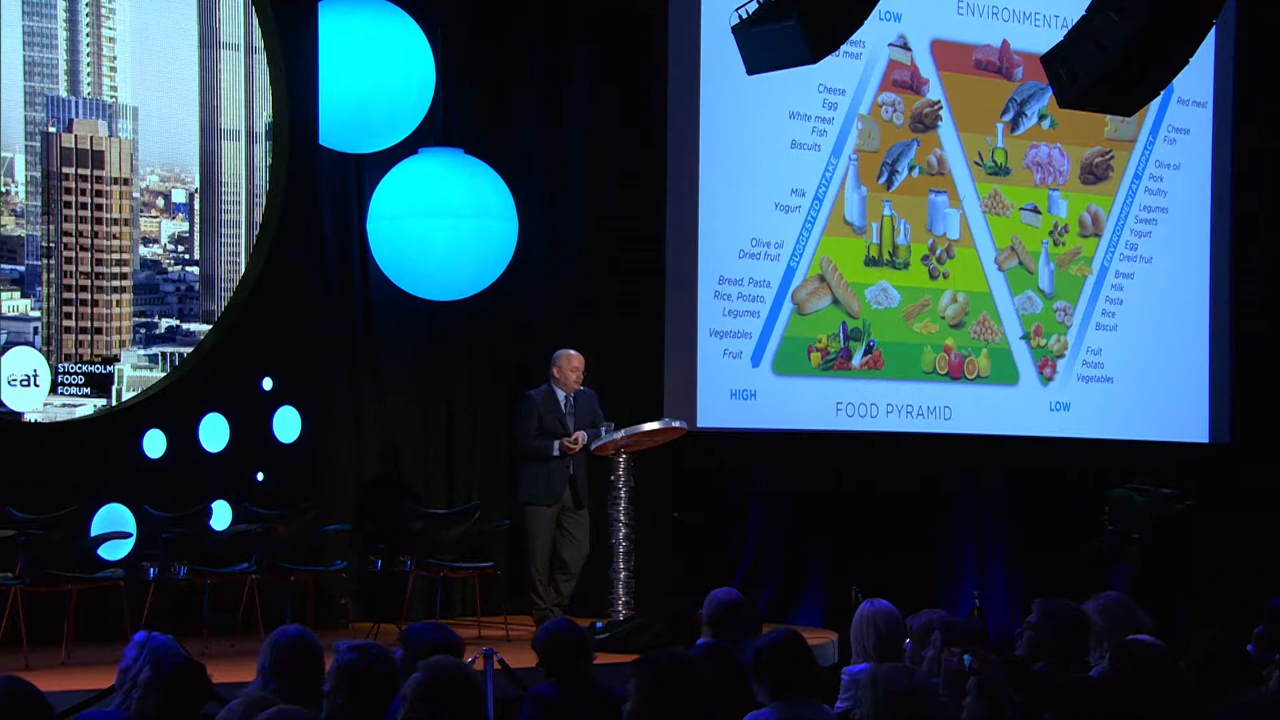 LOW
ENVIRONMENTAL
meat
Cheese
Egg
White meat
Fish
Biscuits
Milk
Yogurt
Olive oil
Dried fruit
Bread, Pasta,
Rice, Potato,
Legumes
Vegetables
Fruit
HIGH
SUGGESTED INTAKE
ENVIRONMENTAL IMPACT
Red meat
Cheese
Fish
Olive oil
Pork
Poultry
Legumes
Sweets
Yogurt
Egg
Dreid fruit
Bread
Milk
Pasta
Rice
Biscuit
Fruit
Potato
Vegetables
FOOD PYRAMID
LOW
eat
STOCKHOLM
FOOD
FORUM